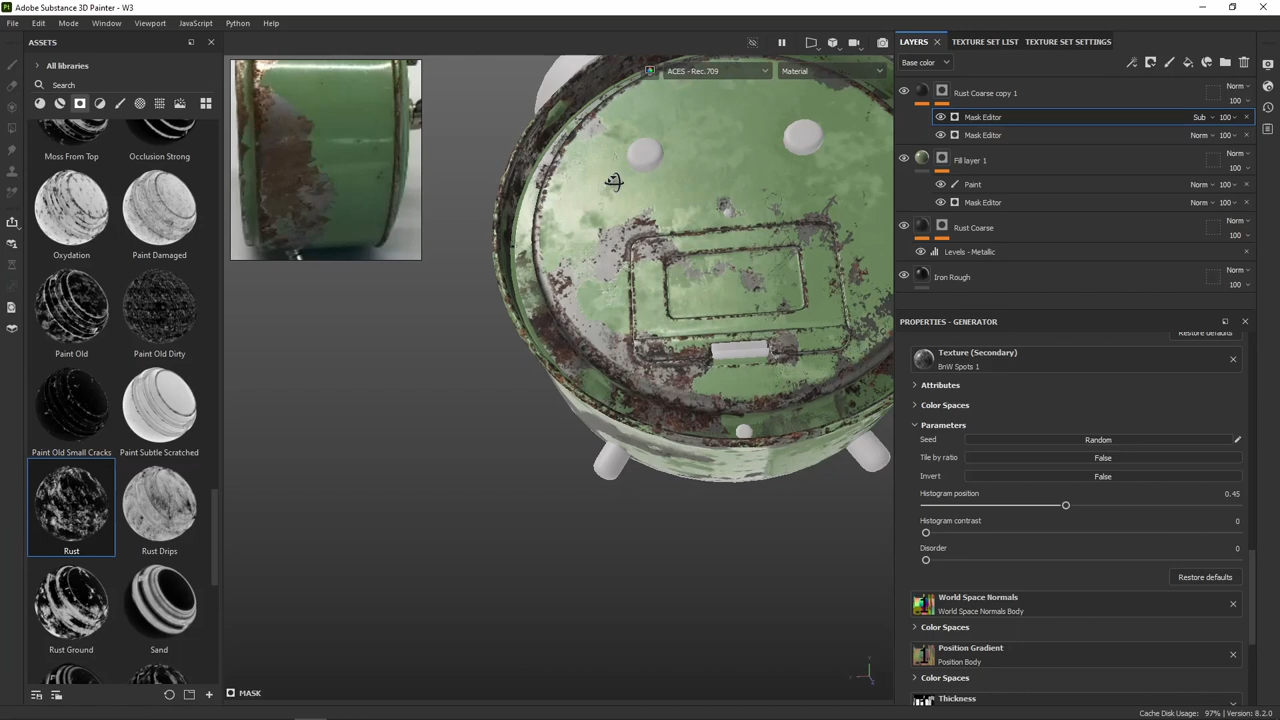 Adobe Substance 3D Painter - W3
File Edit Mode Window JavaScript Python Help
ASSETS
All libraries
Search
Moss From Top Occlusion Strong
Oxydation Paint Damaged
Paint Old Paint Old Dirty
Paint Old Small Cracks Paint Subtle Scratched
Rust Rust Drips
Rust Ground Sand
ACES - Rec.709 Material
MASK
LAYERS TEXTURE SET LIST TEXTURE SET SETTINGS
Base color
Rust Coarse copy 1 Norm 100
Mask Editor Sub 100
Mask Editor Norm 100
Fill layer 1 Norm 100
Paint Norm 100
Mask Editor Norm 100
Rust Coarse Norm 100
Levels - Metallic
Iron Rough Norm 100
PROPERTIES - GENERATOR
Restore defaults
Texture (Secondary)
BnW Spots 1
Attributes
Color Spaces
Parameters
Seed Random
Tile by ratio False
Invert False
Histogram position 0.45
Histogram contrast 0
Disorder 0
Restore defaults
World Space Normals
World Space Normals Body
Color Spaces
Position Gradient
Position Body
Color Spaces
Thickness
Cache Disk Usage: 97% | Version: 8.2.0